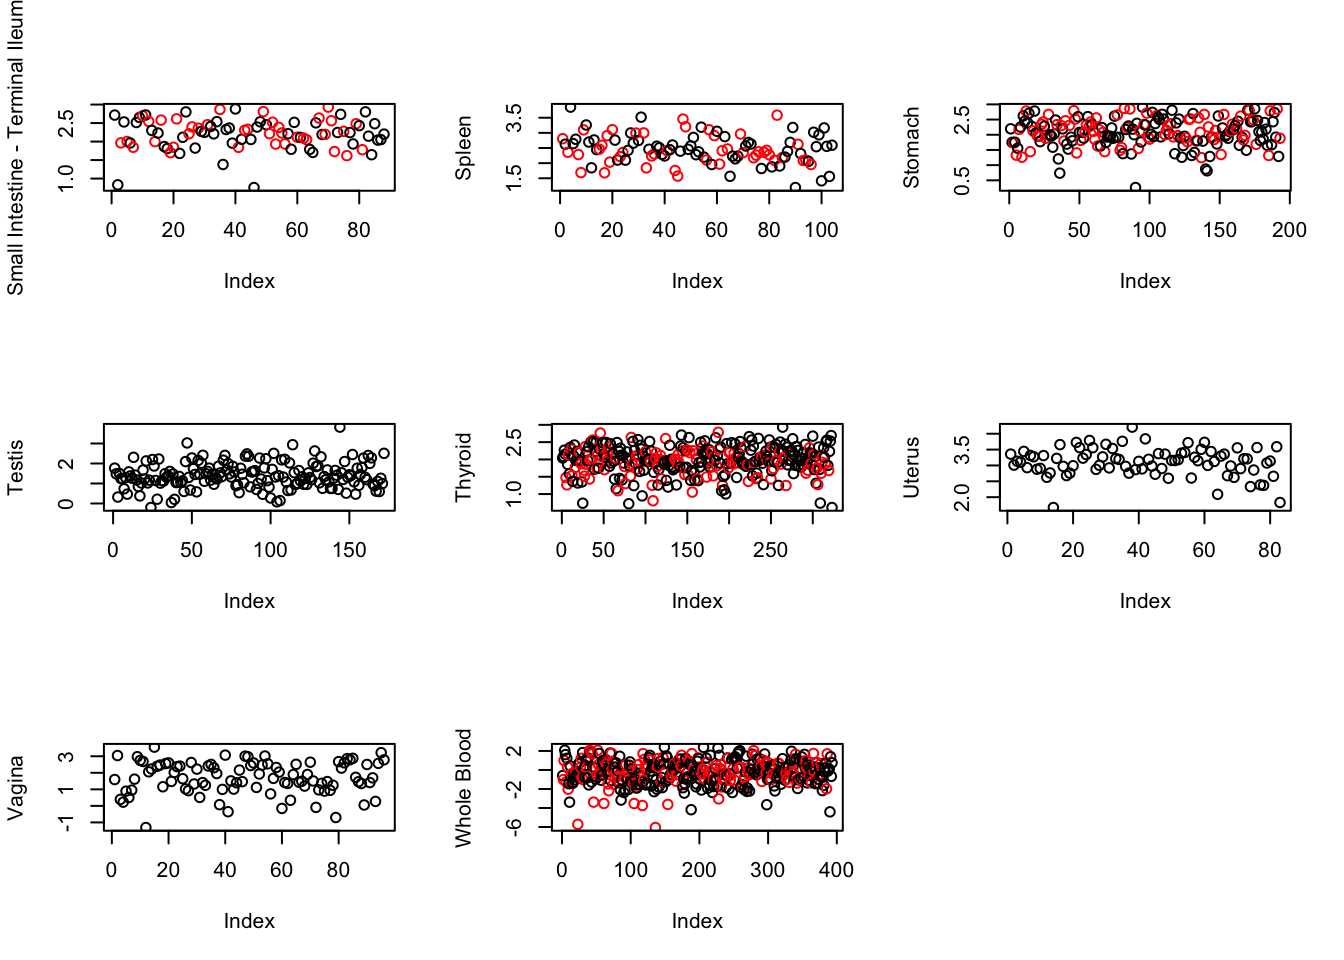 Small Intestine - Terminal Ileum
1.0 2.5
0 20 40 60 80
Index
Spleen
1.5 3.5
0 20 40 60 80 100
Index
Stomach
0.5 2.5
0 50 100 150 200
Index
Testis
0 2
0 50 100 150
Index
Thyroid
1.0 2.5
0 50 150 250
Index
Uterus
2.0 3.5
0 20 40 60 80
Index
Vagina
-1 1 3
0 20 40 60 80
Index
Whole Blood
-6 -2 2
0 100 200 300 400
Index